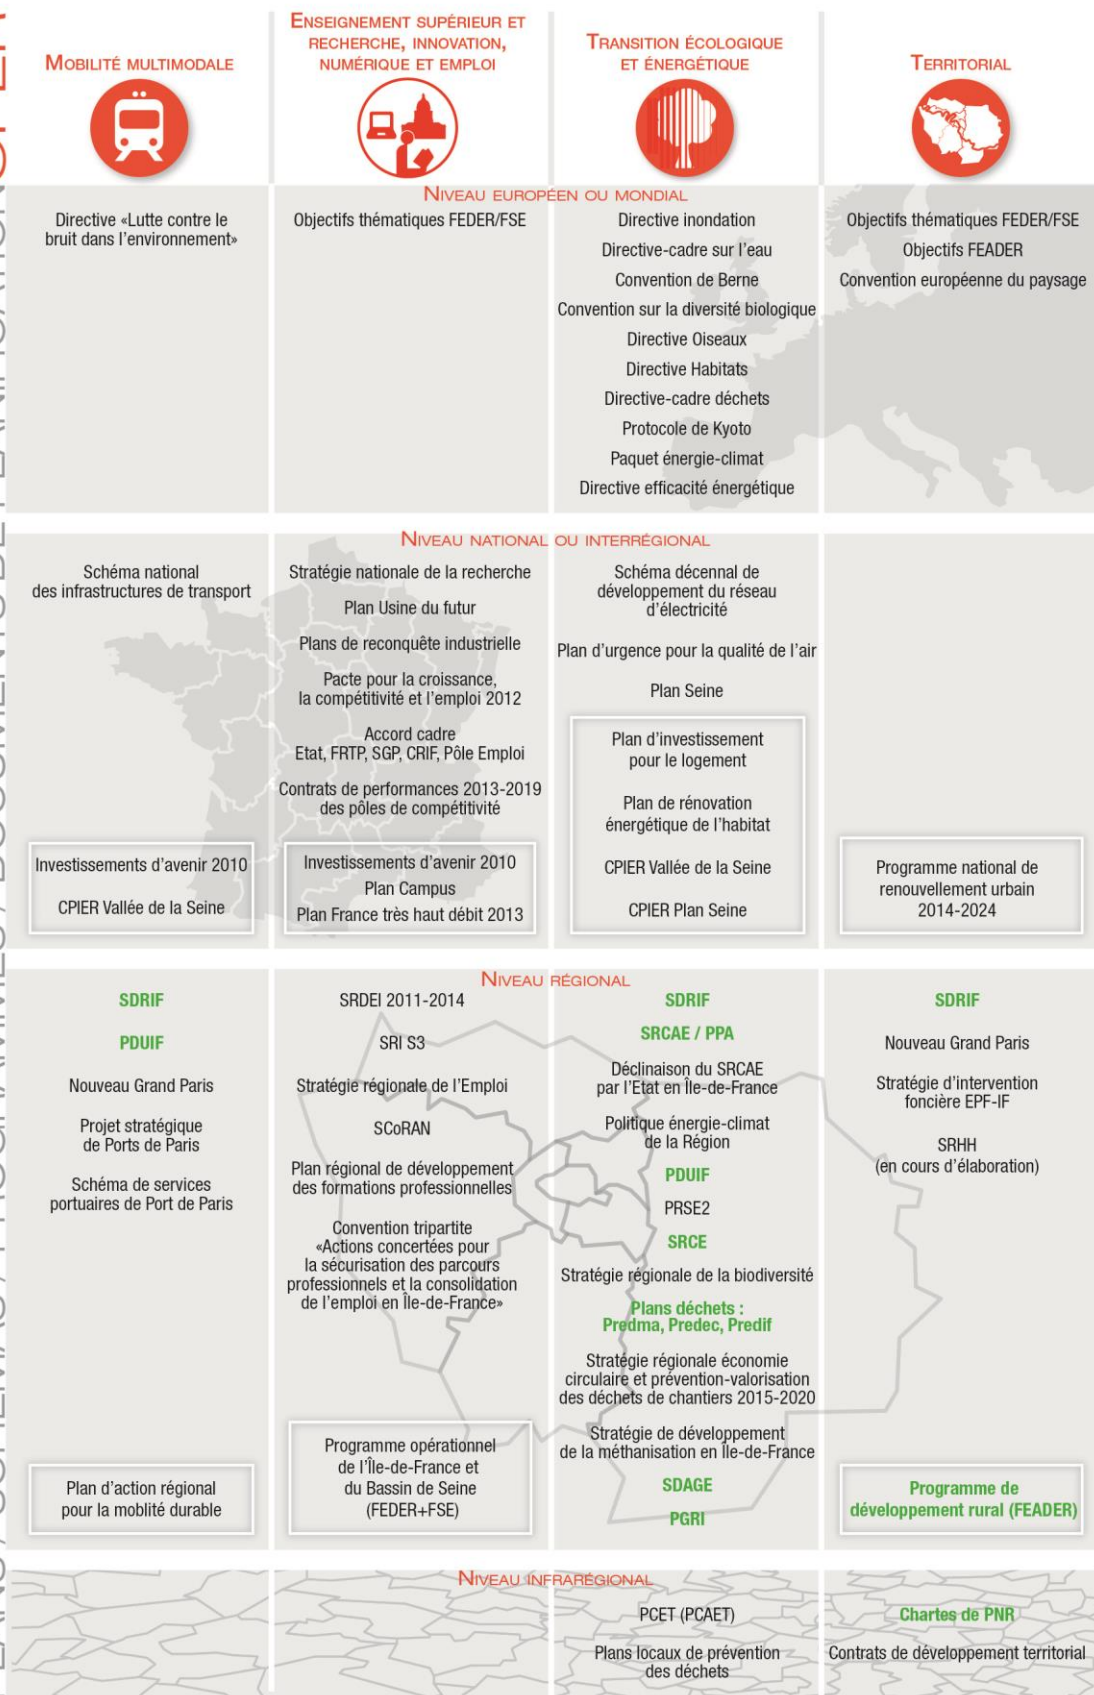 MOBILITÉ MULTIMODALE
ENSEIGNEMENT SUPÉRIEUR ET
RECHERCHE, INNOVATION,
NUMÉRIQUE ET EMPLOI
TRANSITION ÉCOLOGIQUE
ET ÉNERGÉTIQUE
TERRITORIAL
NIVEAU EUROPÉEN OU MONDIAL
Directive «Lutte contre le
bruit dans l'environnement»
Objectifs thématiques FEDER/FSE
Directive inondation
Directive-cadre sur l'eau
Convention de Berne
Convention sur la diversité biologique
Directive Oiseaux
Directive Habitats
Directive-cadre déchets
Protocole de Kyoto
Paquet énergie-climat
Directive efficacité énergétique
Objectifs thématiques FEDER/FSE
Objectifs FEADER
Convention européenne du paysage
NIVEAU NATIONAL OU INTERRÉGIONAL
Schéma national
des infrastructures de transport
Investissements d'avenir 2010
CPIER Vallée de la Seine
Stratégie nationale de la recherche
Plan Usine du futur
Plans de reconquête industrielle
Pacte pour la croissance,
la compétitivité et l'emploi 2012
Accord cadre
Etat, FRTP, SGP, CRIF, Pôle Emploi
Contrats de performances 2013-2019
des pôles de compétitivité
Investissements d'avenir 2010
Plan Campus
Plan France très haut débit 2013
Schéma décennal de
développement du réseau
d'électricité
Plan d'urgence pour la qualité de l'air
Plan Seine
Plan d'investissement
pour le logement
Plan de rénovation
énergétique de l'habitat
CPIER Vallée de la Seine
CPIER Plan Seine
Programme national de
renouvellement urbain
2014-2024
NIVEAU RÉGIONAL
SDRIF
PDUIF
Nouveau Grand Paris
Projet stratégique
de Ports de Paris
Schéma de services
portuaires de Port de Paris
Plan d'action régional
pour la moblité durable
SRDEI 2011-2014
SRI S3
Stratégie régionale de l'Emploi
SCoRAN
Plan régional de développement
des formations professionnelles
Convention tripartite
«Actions concertées pour
la sécurisation des parcours
professionnels et la consolidation
de l'emploi en Île-de-France»
Programme opérationnel
de l'Île-de-France et
du Bassin de Seine
(FEDER+FSE)
SDRIF
SRCAE / PPA
Déclinaison du SRCAE
par l'Etat en Île-de-France
Politique énergie-climat
de la Région
PDUIF
PRSE2
SRCE
Stratégie régionale de la biodiversité
Plans déchets :
Predma, Predec, Predif
Stratégie régionale économie
circulaire et prévention-valorisation
des déchets de chantiers 2015-2020
Stratégie de développement
de la méthanisation en Île-de-France
SDAGE
PGRI
SDRIF
Nouveau Grand Paris
Stratégie d'intervention
foncière EPF-IF
SRHH
(en cours d'élaboration)
Programme de
développement rural (FEADER)
NIVEAU INFRARÉGIONAL
PCET (PCAET)
Plans locaux de prévention
des déchets
Chartes de PNR
Contrats de développement territorial